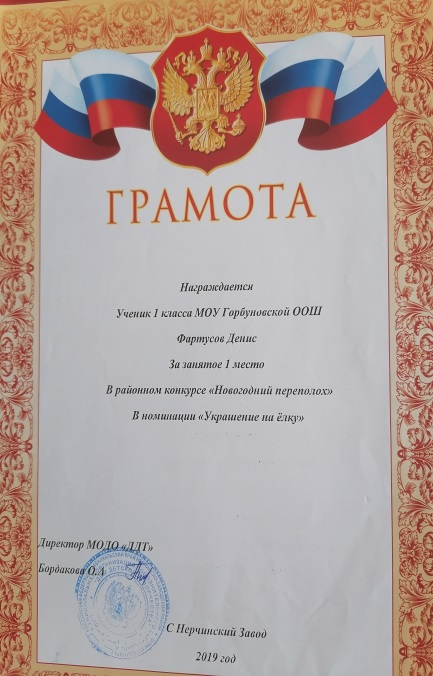 ГРАМОТА
Награждается
Ученик 1 класса МОУ Горбуновской ООШ
Фартусов Денис
За занятое 1 место
В районном конкурсе «Новогодний переполох»
В номинации «Украшение на ёлку»
Директор МОДО «ДДТ»
Бордакова О.А
С Нерчинский Завод
2019 год